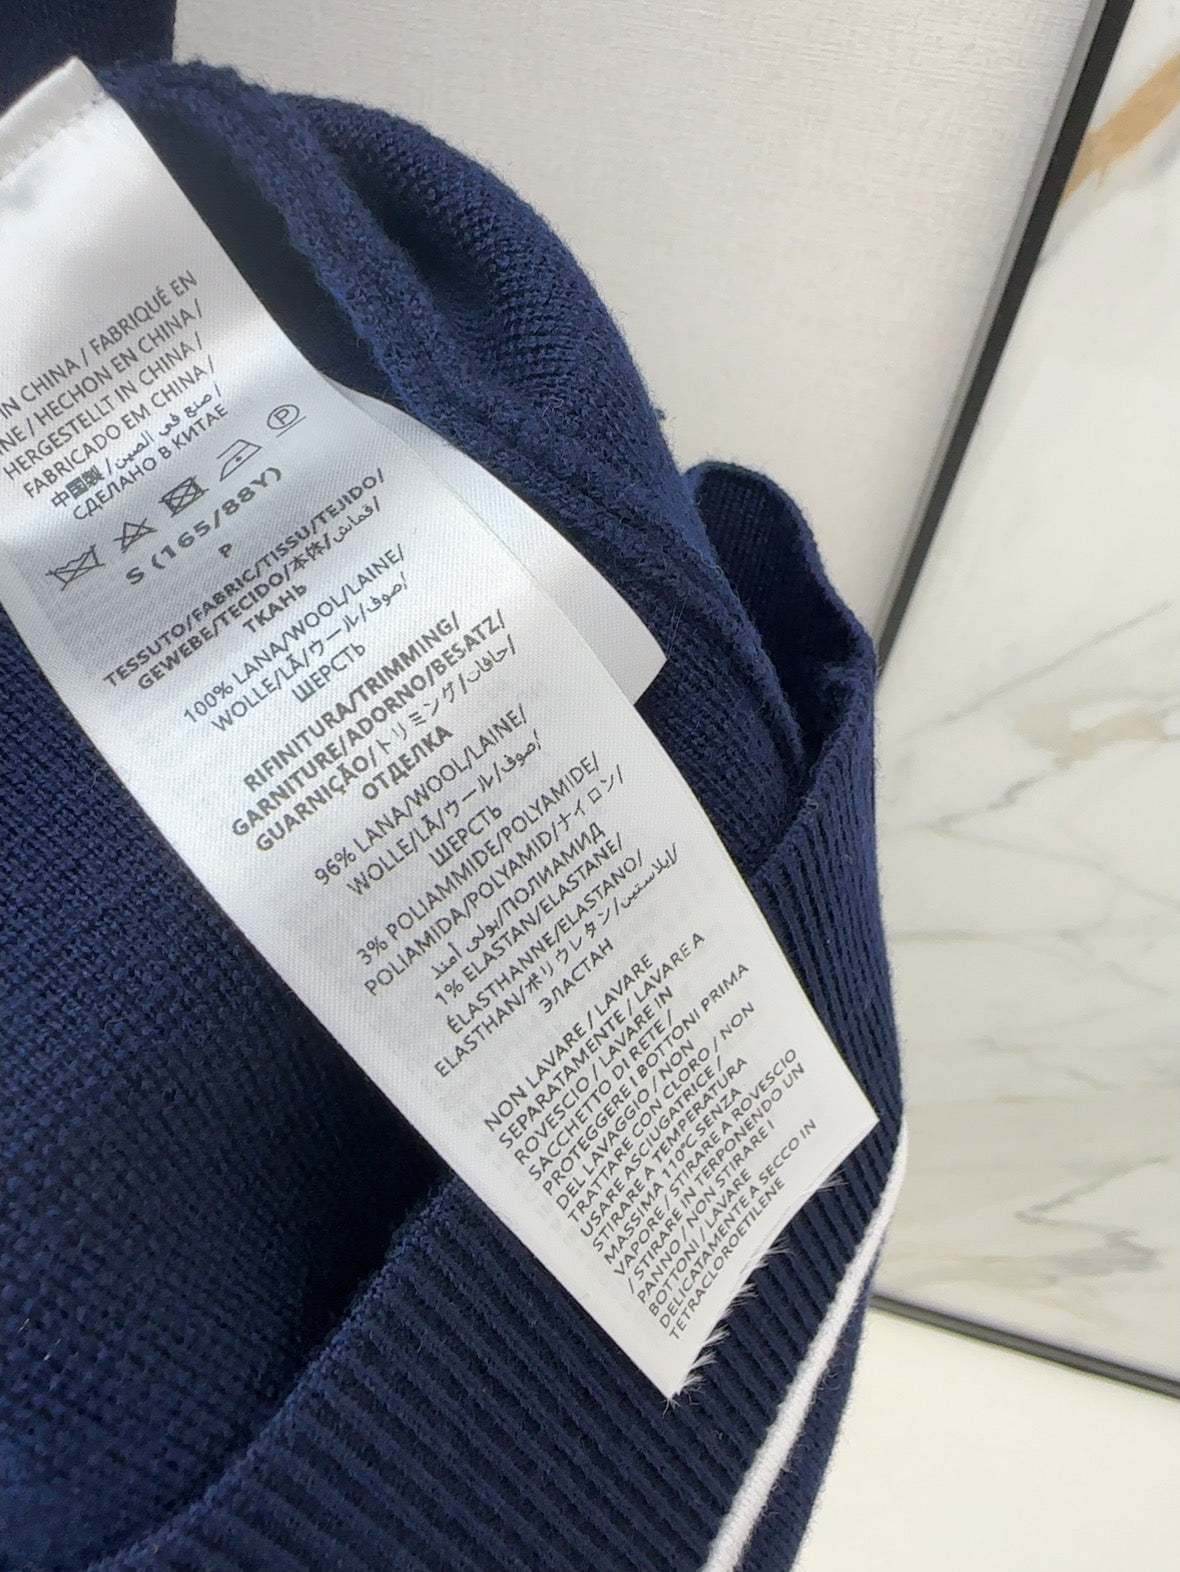 IN CHINA / FABRIQUÉ EN
NE / HECHON EN CHINA /
HERGESTELLT IN CHINA /
FABRICADO EM CHINA /
中国製 / صنع في الصين /
СДЕЛАНО В КИТАЕ
P
S (165/88Y)
P
TESSUTO/FABRIC/TISSU/TEJIDO/
GEWEBE/TECIDO/本体/قماش/
ТКАНЬ
100% LANA/WOOL/LAINE/
WOLLE/LÃ/ウール/صوف/
ШЕРСТЬ
RIFINITURA/TRIMMING/
GARNITURE/ADORNO/BESATZ/
GUARNIÇÃO/トリミング/حافات/
ОТДЕЛКА
96% LANA/WOOL/LAINE/
WOLLE/LÃ/ウール/صوف/
ШЕРСТЬ
3% POLIAMMIDE/POLYAMIDE/
POLIAMIDA/POLYAMID/ナイロン/
بولي أميد/ПОЛИАМИД
1% ELASTAN/ELASTANE/
ÉLASTHANNE/ELASTANO/
ELASTHAN/ポリウレタン/ايلاستين/
ЭЛАСТАН
NON LAVARE / LAVARE
SEPARATAMENTE / LAVARE A
ROVESCIO / LAVARE IN
SACCHETTO DI RETE /
PROTEGGERE I BOTTONI PRIMA
DEL LAVAGGIO / NON
TRATTARE CON CLORO / NON
USARE ASCIUGATRICE /
STIRARE A TEMPERATURA
MASSIMA 110°C SENZA
VAPORE / STIRARE A ROVESCIO
/ STIRARE IN TERPONENDO UN
PANNO / NON STIRARE I
BOTTONI / LAVARE
DELICATAMENTE A SECCO IN
TETRACLOROETILENE